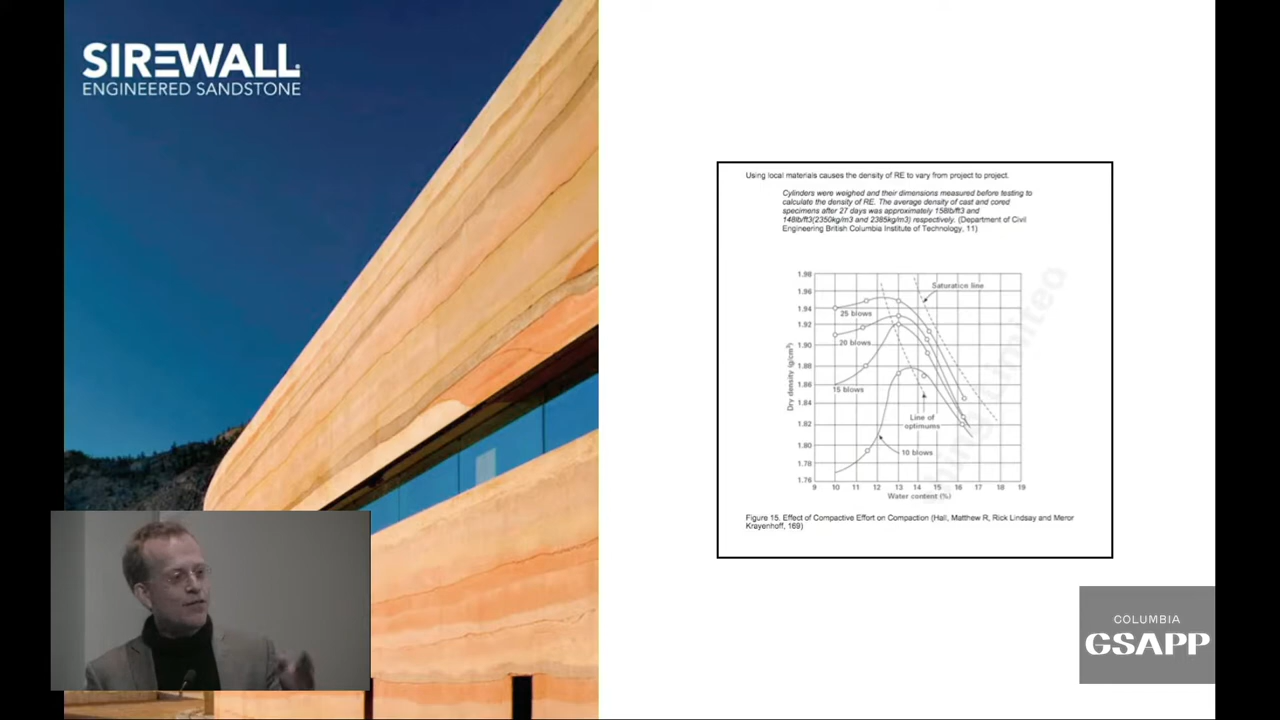 SIREWALL
ENGINEERED SANDSTONE
Using local materials causes the density of RE to vary from project to project.
Cylinders were weighed and their dimensions measured before testing to
calculate the density of RE. The average density of cast and cored
specimens after 27 days was approximately 158lb/ft3 and
148lb/ft3(2350kg/m3 and 2385kg/m3) respectively. (Department of Civil
Engineering British Columbia Institute of Technology, 11)
1.98
1.96
1.94
1.92
1.90
1.88
1.86
1.84
1.82
1.80
1.78
1.76
Dry density (g/cm³)
Saturation line
25 blows
20 blows
15 blows
Line of
optimums
10 blows
9 10 11 12 13 14 15 16 17 18 19
Water content (%)
Figure 15. Effect of Compactive Effort on Compaction (Hall, Matthew R, Rick Lindsay and Meror
Krayenhoff, 169)
COLUMBIA
GSAPP